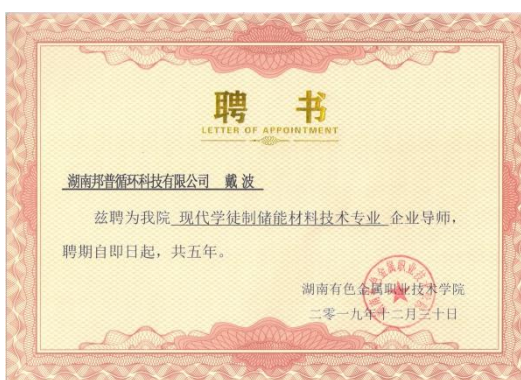 聘 书
LETTER OF APPOINTMENT
湖南邦普循环科技有限公司 戴 波
兹聘为我院 现代学徒制储能材料技术专业 企业导师，
聘期自即日起，共五年。
湖南有色金属职业技术学院
二零一九年十二月三十日